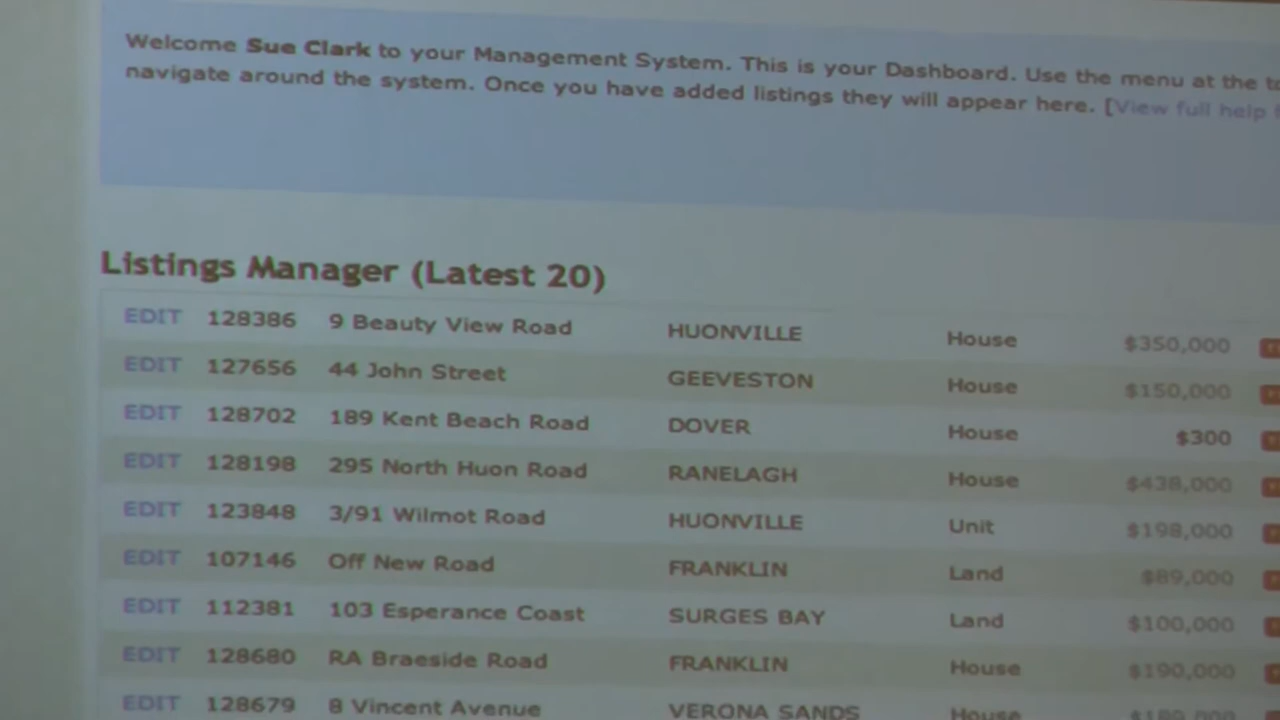 Welcome Sue Clark to your Management System. This is your Dashboard. Use the menu at the
navigate around the system. Once you have added listings they will appear here. [View full help
Listings Manager (Latest 20)
EDIT 128386 9 Beauty View Road HUONVILLE House $350,000
EDIT 127656 44 John Street GEEVESTON House $150,000
EDIT 128702 189 Kent Beach Road DOVER House $300
EDIT 128198 295 North Huon Road RANELAGH House $438,000
EDIT 123848 3/91 Wilmot Road HUONVILLE Unit $198,000
EDIT 107146 Off New Road FRANKLIN Land $89,000
EDIT 112381 103 Esperance Coast SURGES BAY Land $100,000
EDIT 128680 RA Braeside Road FRANKLIN House $190,000
EDIT 128679 8 Vincent Avenue VERONA SANDS House